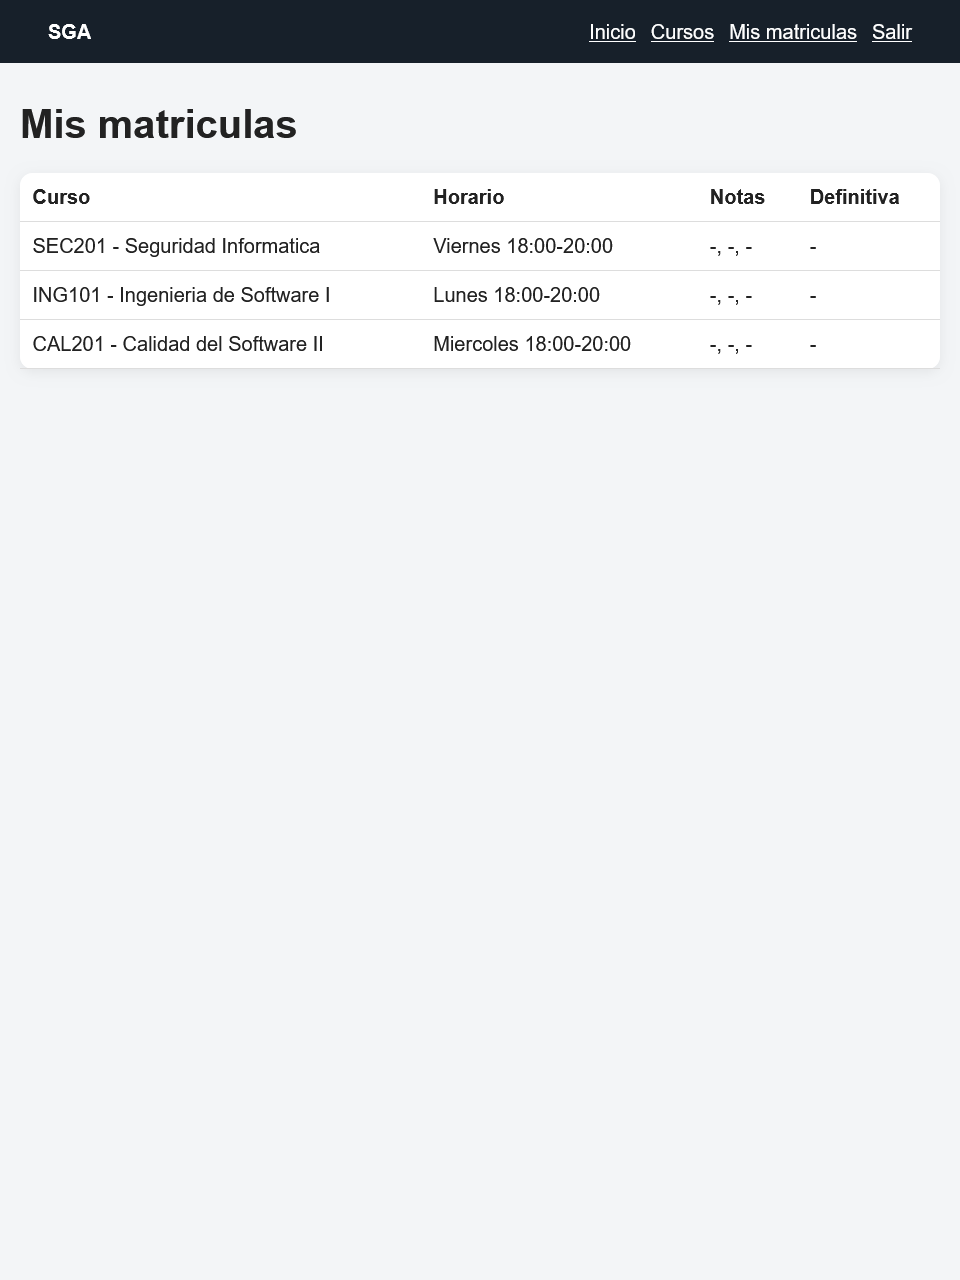 SGA Inicio Cursos Mis matriculas Salir
Mis matriculas
Curso Horario Notas Definitiva
SEC201 - Seguridad Informatica Viernes 18:00-20:00 -, -, - -
ING101 - Ingenieria de Software I Lunes 18:00-20:00 -, -, - -
CAL201 - Calidad del Software II Miercoles 18:00-20:00 -, -, - -